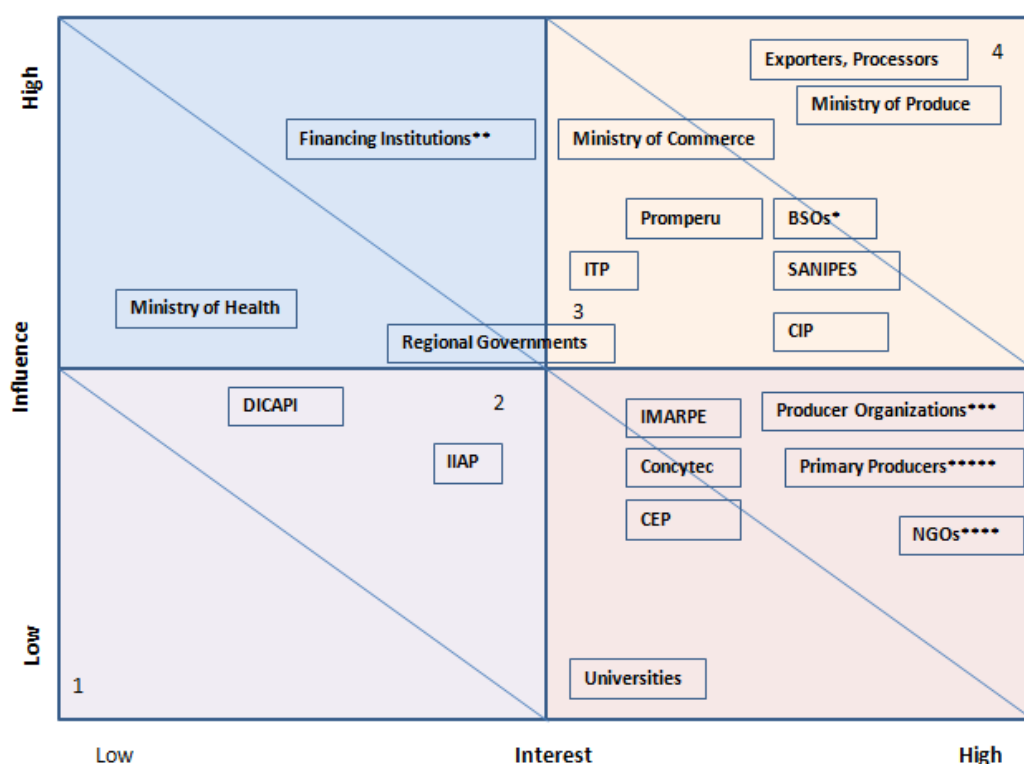 High
Influence
Low
Exporters, Processors
4
Ministry of Produce
Financing Institutions**
Ministry of Commerce
Promperu
BSOs*
ITP
SANIPES
Ministry of Health
3
CIP
Regional Governments
DICAPI
2
IMARPE
Producer Organizations***
IIAP
Concytec
Primary Producers*****
CEP
NGOs****
1
Universities
Low
Interest
High